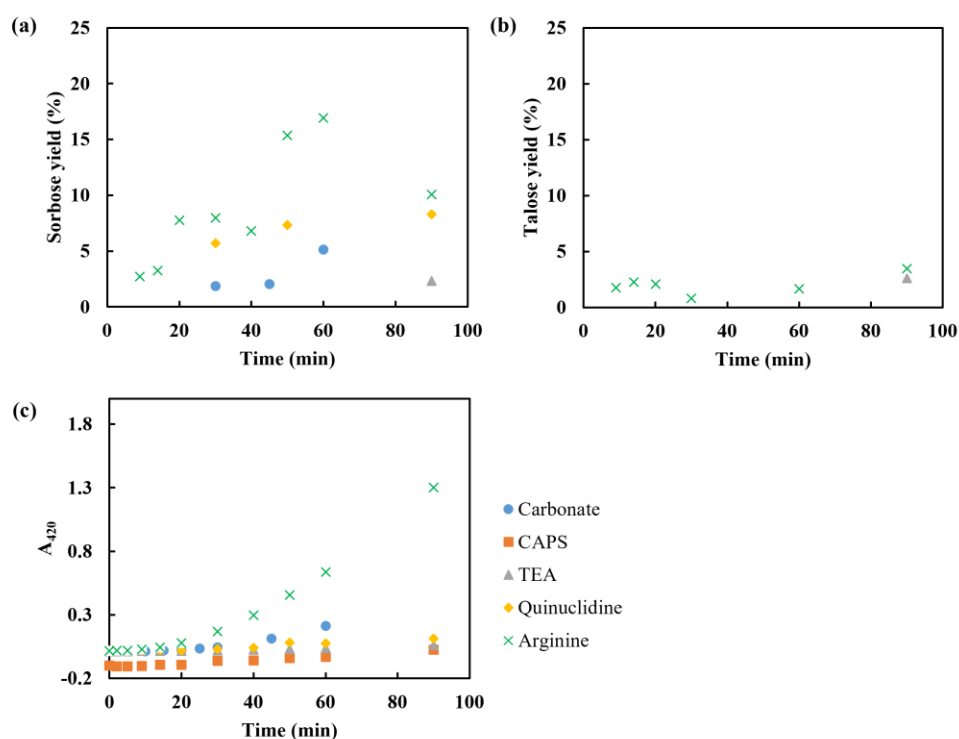 (a)
25
20
15
10
5
0
Sorbose yield (%)
0 20 40 60 80 100
Time (min)
(b)
25
20
15
10
5
0
Talose yield (%)
0 20 40 60 80 100
Time (min)
(c)
1.8
1.3
0.8
0.3
-0.2
A420
0 20 40 60 80 100
Time (min)
Carbonate
CAPS
TEA
Quinuclidine
Arginine